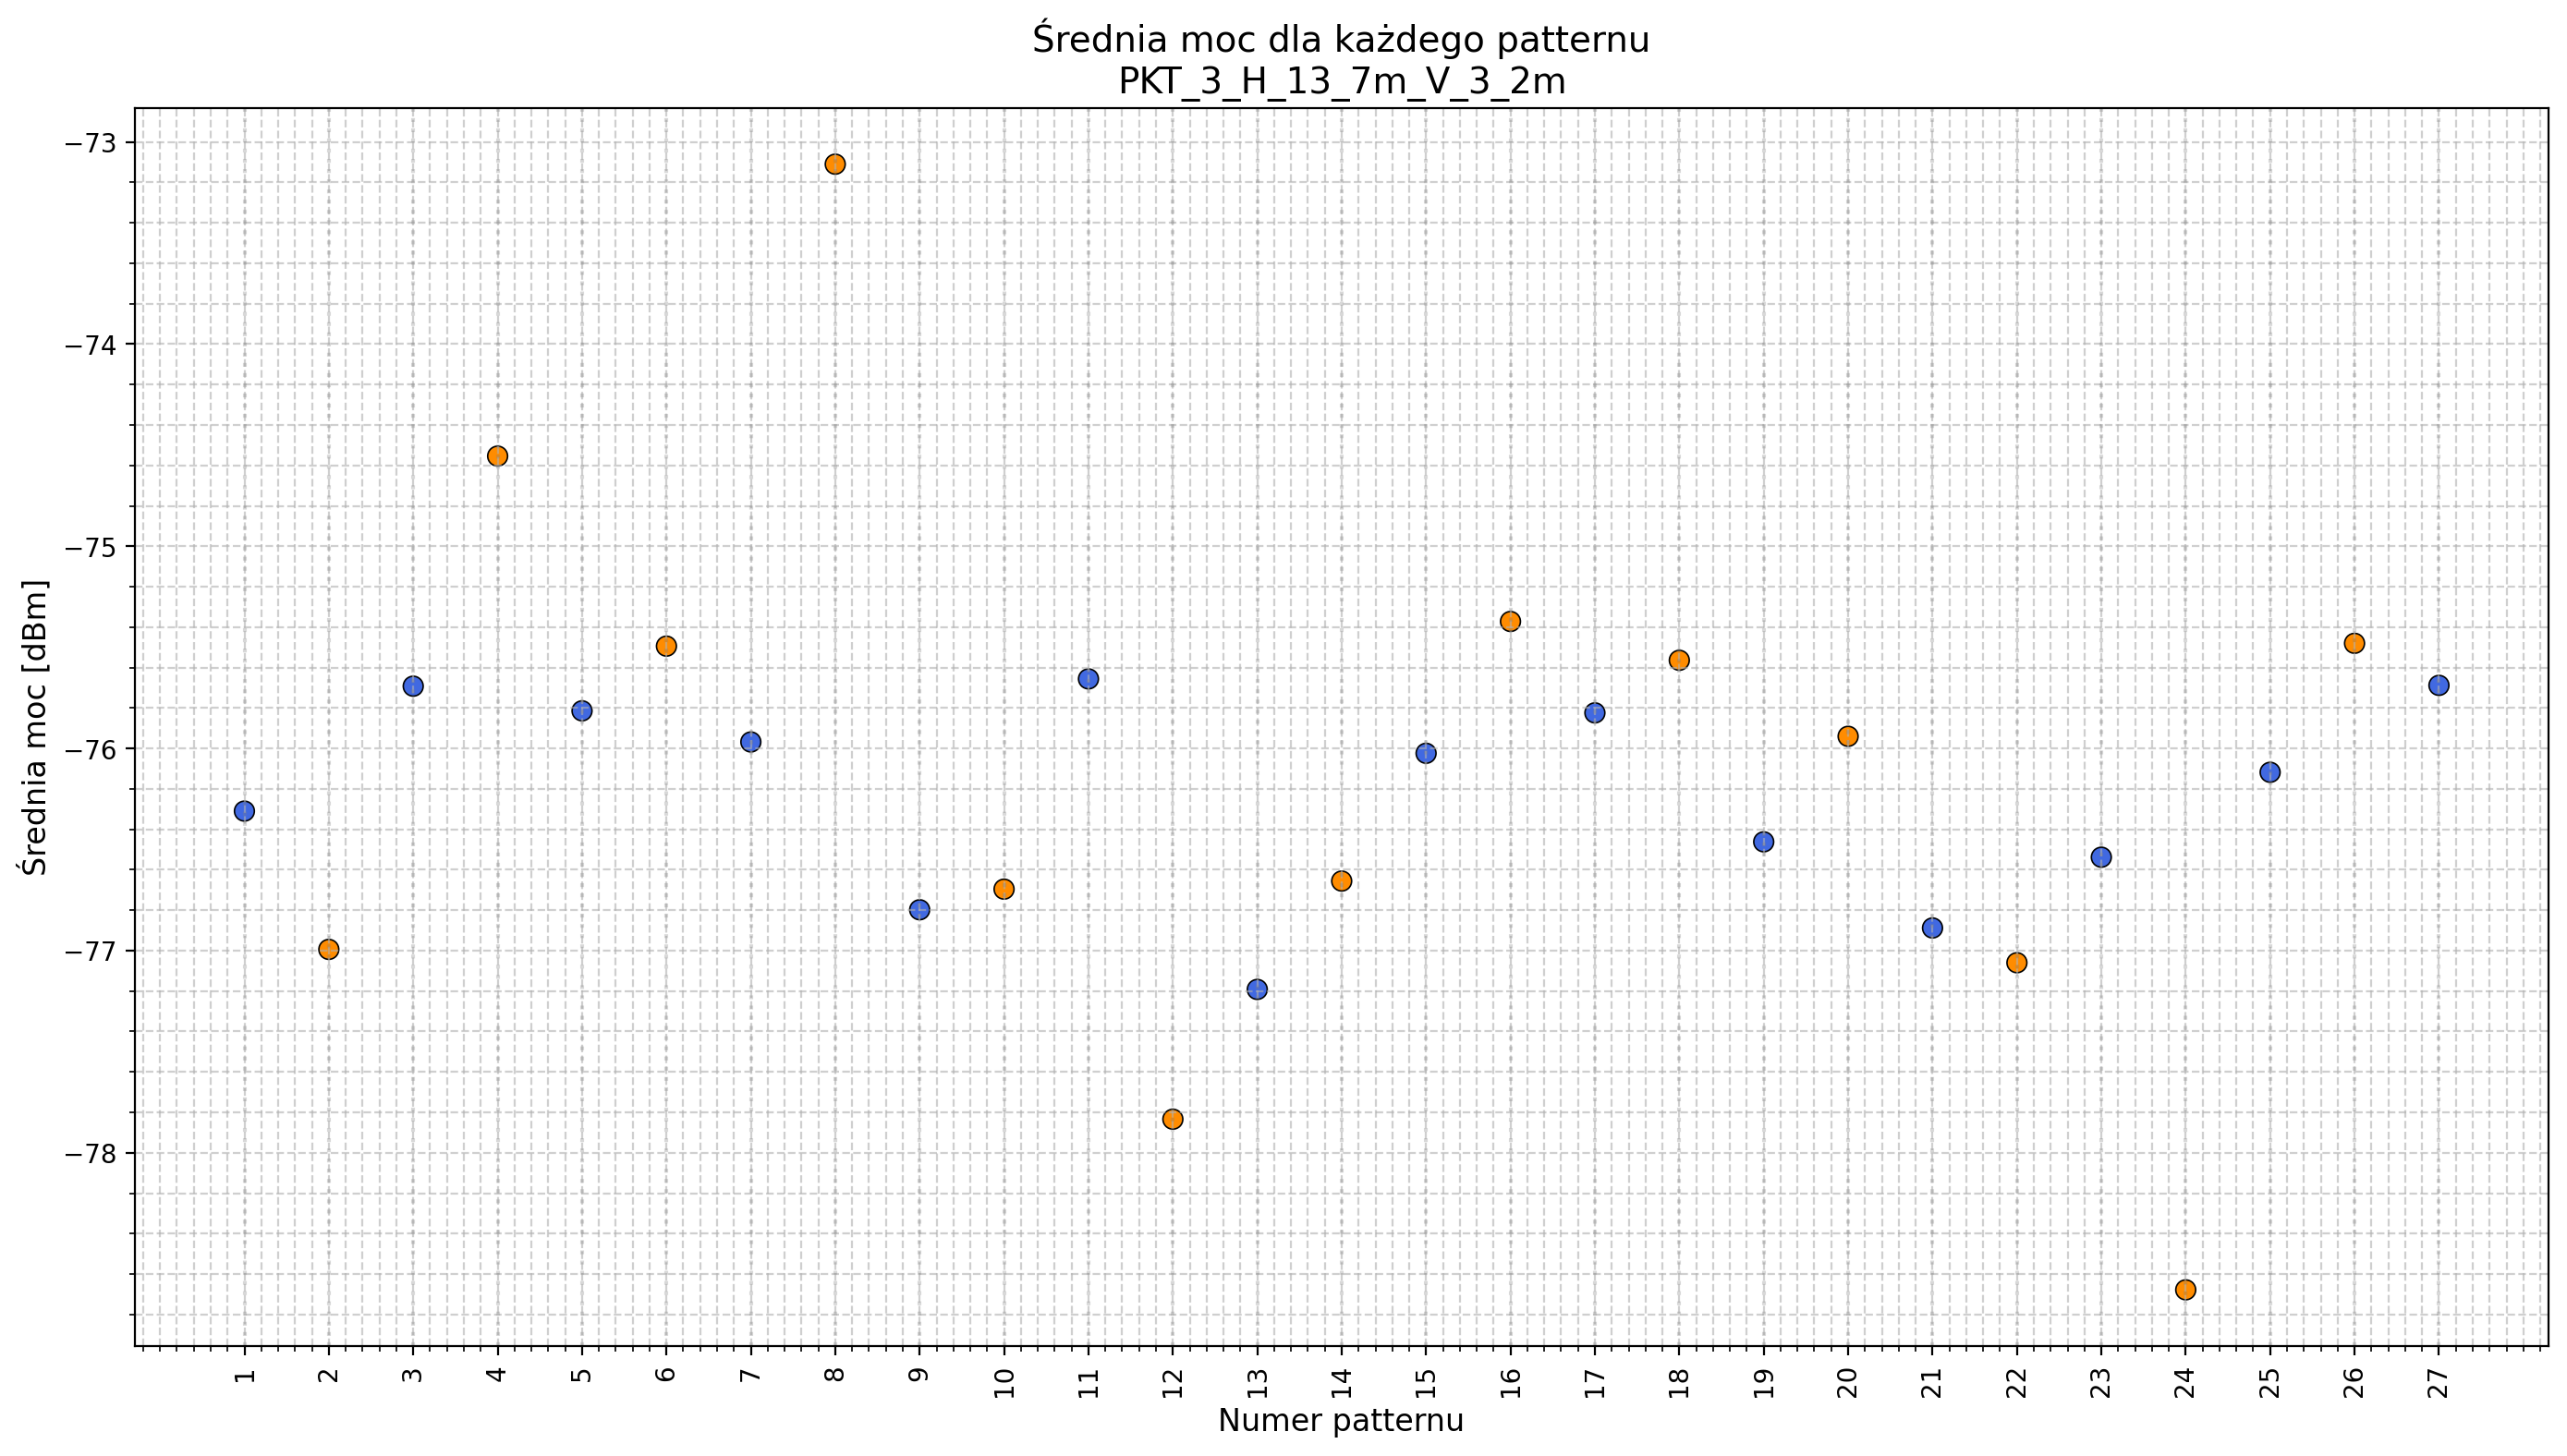 Średnia moc dla każdego patternu
PKT_3_H_13_7m_V_3_2m
−73
−74
−75
−76
−77
−78
Średnia moc [dBm]
1 2 3 4 5 6 7 8 9 10 11 12 13 14 15 16 17 18 19 20 21 22 23 24 25 26 27
Numer patternu